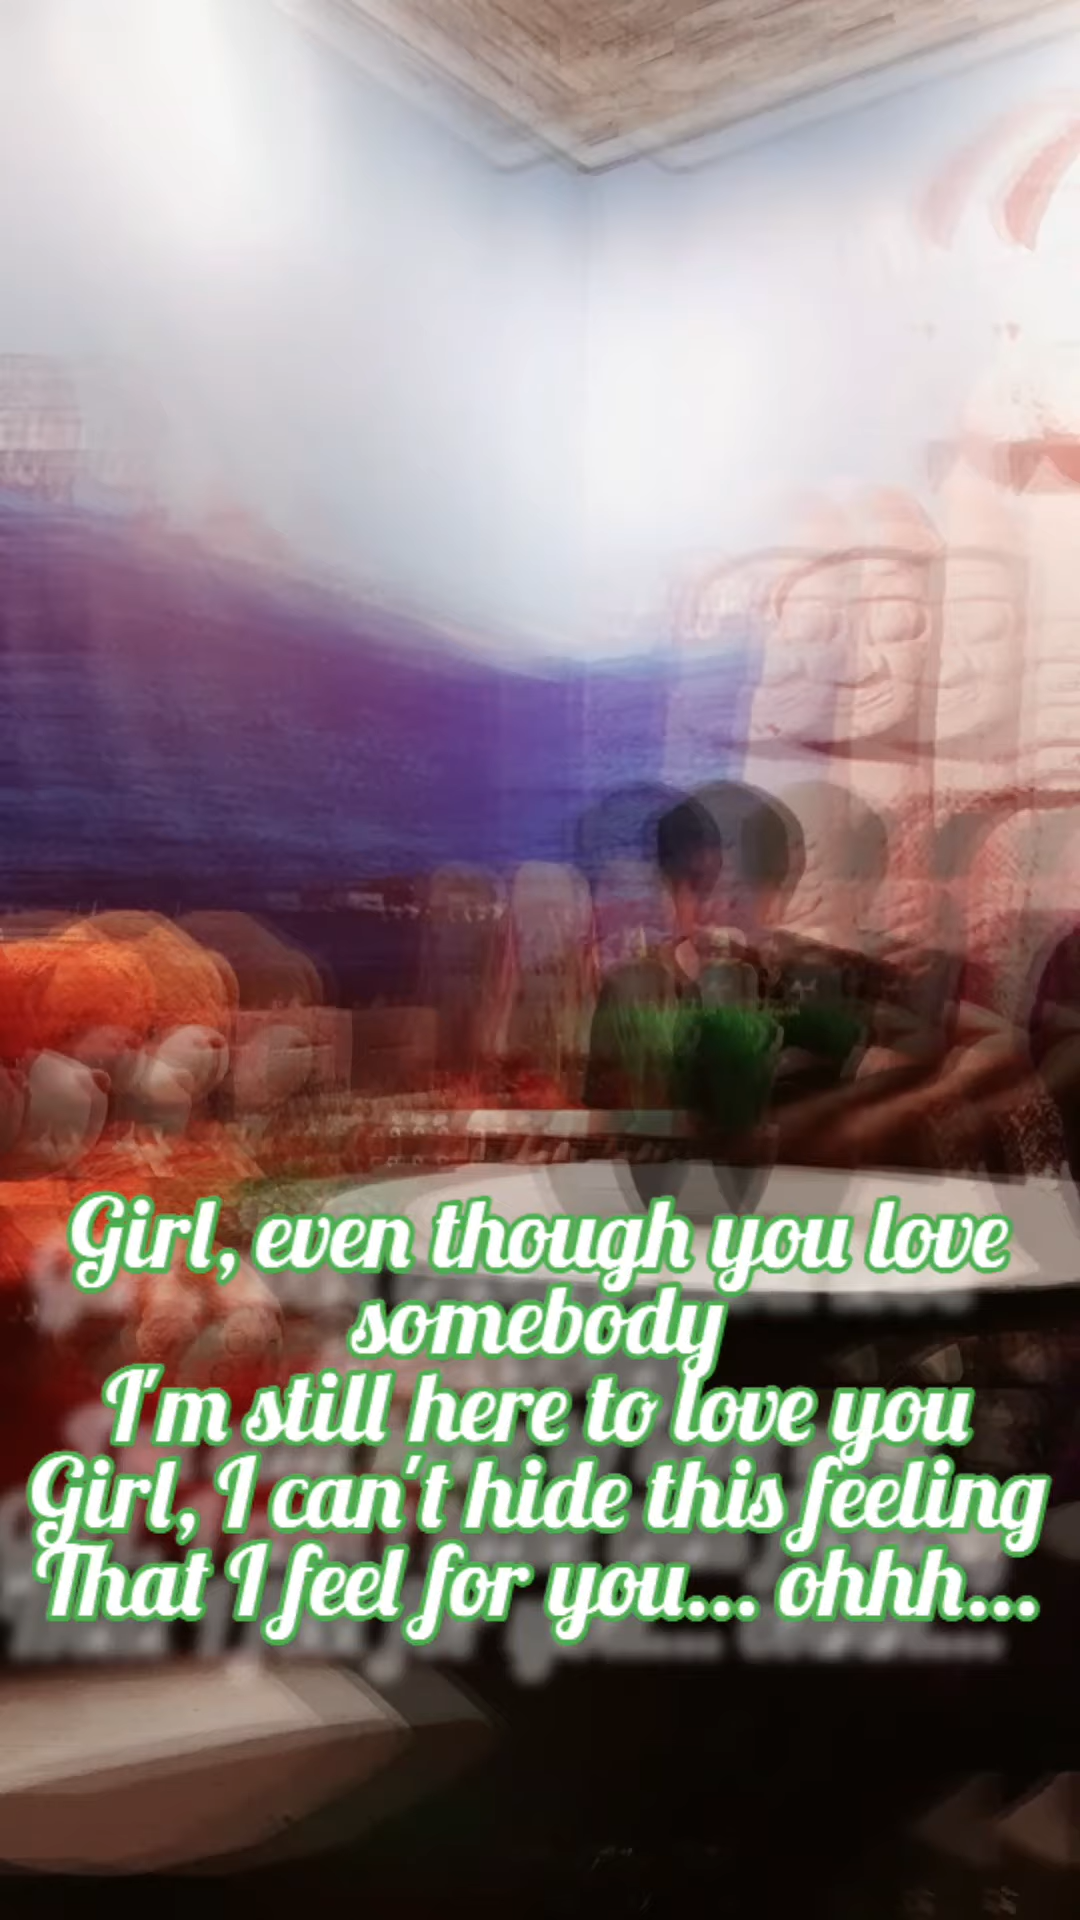 Girl, even though you love
somebody
I'm still here to love you
Girl, I can't hide this feeling
That I feel for you... ohhh...